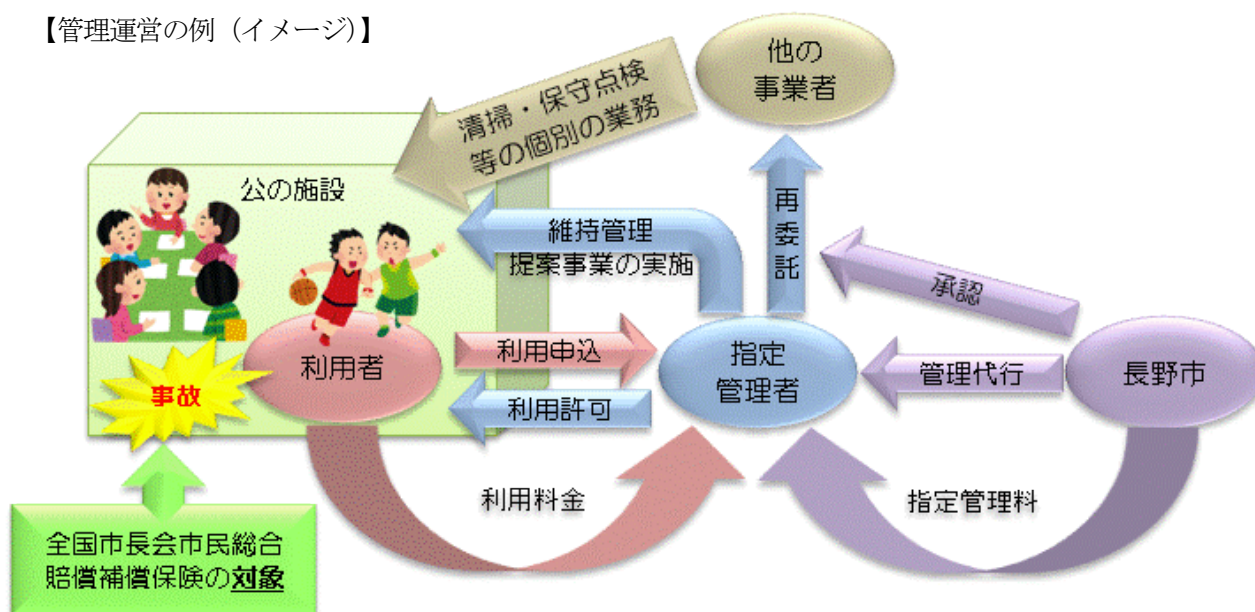 【管理運営の例（イメージ）】
他の
事業者
清掃・保守点検
等の個別の業務
公の施設
再委託
維持管理
提案事業の実施
承認
利用者
利用申込
指定
管理者
管理代行
長野市
事故
利用許可
利用料金
指定管理料
全国市長会市民総合
賠償補償保険の対象